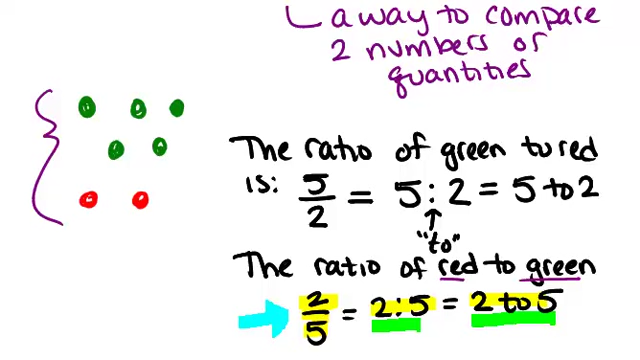 a way to compare
2 numbers or
quantities
The ratio of green to red
is: 5/2 = 5:2 = 5 to 2
"to"
The ratio of red to green
2/5 = 2:5 = 2 to 5